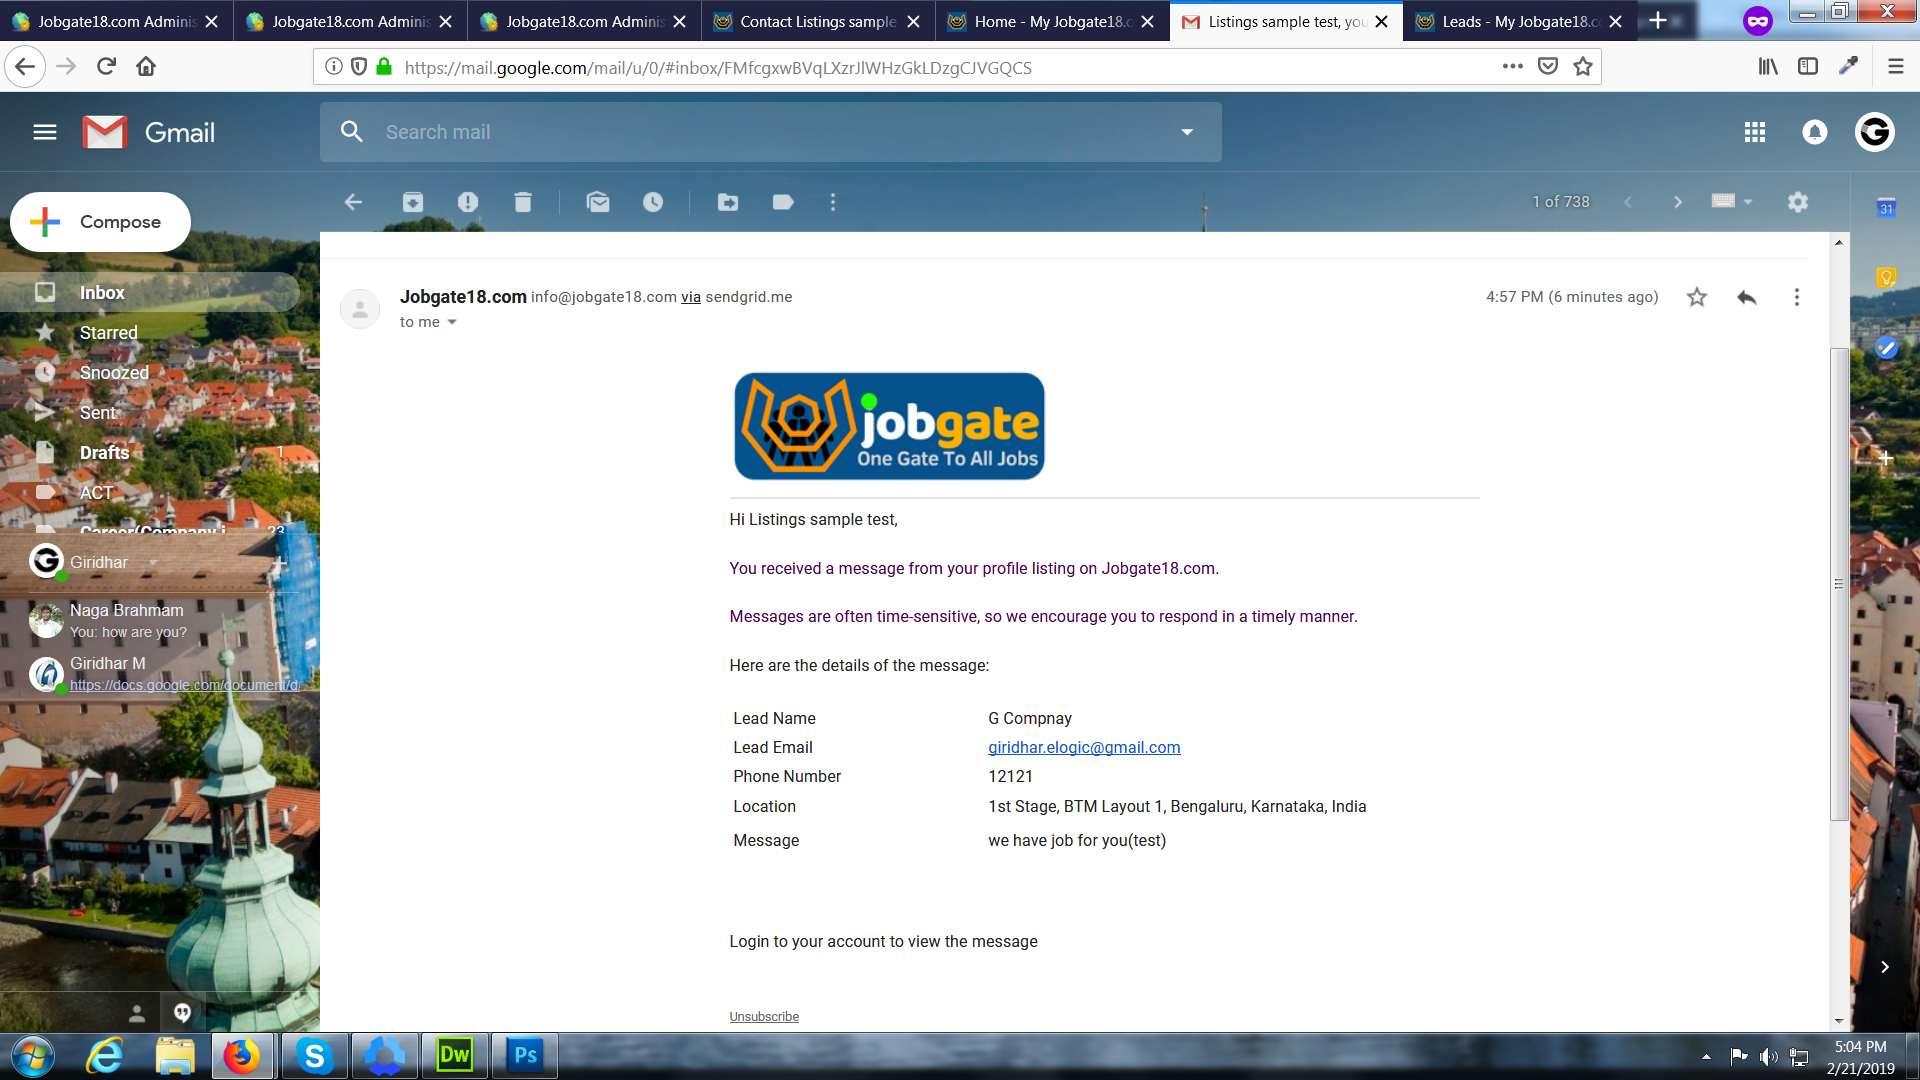 Jobgate18.com Adminis
Jobgate18.com Adminis
Jobgate18.com Adminis
Contact Listings sample
Home - My Jobgate18.c
Listings sample test, you
Leads - My Jobgate18.co
https://mail.google.com/mail/u/0/#inbox/FMfcgxwBVqLXzrJlWHzGkLDzgCJVGQCS
Gmail
Search mail
Compose
1 of 738
31
Inbox
Starred
Snoozed
Sent
Drafts 1
ACT
Career(Company i 23
Giridhar
Naga Brahmam
You: how are you?
Giridhar M
https://docs.google.com/document/d/
Jobgate18.com info@jobgate18.com via sendgrid.me
4:57 PM (6 minutes ago)
to me
jobgate
One Gate To All Jobs
Hi Listings sample test,
You received a message from your profile listing on Jobgate18.com.
Messages are often time-sensitive, so we encourage you to respond in a timely manner.
Here are the details of the message:
Lead Name G Compnay
Lead Email giridhar.elogic@gmail.com
Phone Number 12121
Location 1st Stage, BTM Layout 1, Bengaluru, Karnataka, India
Message we have job for you(test)
Login to your account to view the message
Unsubscribe
Dw
Ps
5:04 PM
2/21/2019